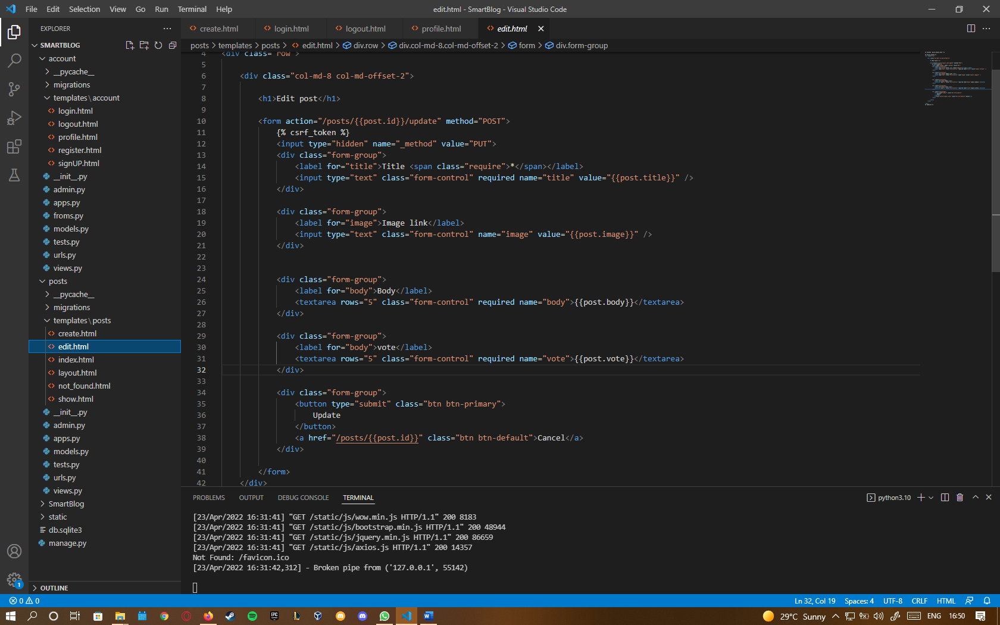 File Edit Selection View Go Run Terminal Help
edit.html - SmartBlog - Visual Studio Code
EXPLORER
SMARTBLOG
account
__pycache__
migrations
templates\account
login.html
logout.html
profile.html
register.html
signUP.html
__init__.py
admin.py
apps.py
froms.py
models.py
tests.py
urls.py
views.py
posts
__pycache__
migrations
templates\posts
create.html
edit.html
index.html
layout.html
not_found.html
show.html
__init__.py
admin.py
apps.py
models.py
tests.py
urls.py
views.py
SmartBlog
static
db.sqlite3
manage.py
OUTLINE
create.html login.html logout.html profile.html edit.html
posts > templates > posts > edit.html > div.row > div.col-md-8.col-md-offset-2 > form > div.form-group
4 <div class="row">
5
6 <div class="col-md-8 col-md-offset-2">
7
8 <h1>Edit post</h1>
9
10 <form action="/posts/{{post.id}}/update" method="POST">
11 {% csrf_token %}
12 <input type="hidden" name="_method" value="PUT">
13 <div class="form-group">
14 <label for="title">Title <span class="require">*</span></label>
15 <input type="text" class="form-control" required name="title" value="{{post.title}}" />
16 </div>
17
18 <div class="form-group">
19 <label for="image">Image link</label>
20 <input type="text" class="form-control" name="image" value="{{post.image}}" />
21 </div>
22
23
24 <div class="form-group">
25 <label for="body">Body</label>
26 <textarea rows="5" class="form-control" required name="body">{{post.body}}</textarea>
27 </div>
28
29 <div class="form-group">
30 <label for="body">vote</label>
31 <textarea rows="5" class="form-control" required name="vote">{{post.vote}}</textarea>
32 </div>
33
34 <div class="form-group">
35 <button type="submit" class="btn btn-primary">
36 Update
37 </button>
38 <a href="/posts/{{post.id}}" class="btn btn-default">Cancel</a>
39 </div>
40
41 </form>
42 </div>
PROBLEMS OUTPUT DEBUG CONSOLE TERMINAL
python3.10
[23/Apr/2022 16:31:41] "GET /static/js/wow.min.js HTTP/1.1" 200 8183
[23/Apr/2022 16:31:41] "GET /static/js/bootstrap.min.js HTTP/1.1" 200 48944
[23/Apr/2022 16:31:41] "GET /static/js/jquery.min.js HTTP/1.1" 200 86659
[23/Apr/2022 16:31:41] "GET /static/js/axios.js HTTP/1.1" 200 14357
Not Found: /favicon.ico
[23/Apr/2022 16:31:42,312] - Broken pipe from ('127.0.0.1', 55142)
1
0 0
Ln 32, Col 19 Spaces: 4 UTF-8 CRLF HTML
EPIC
29°C Sunny ENG 16:50